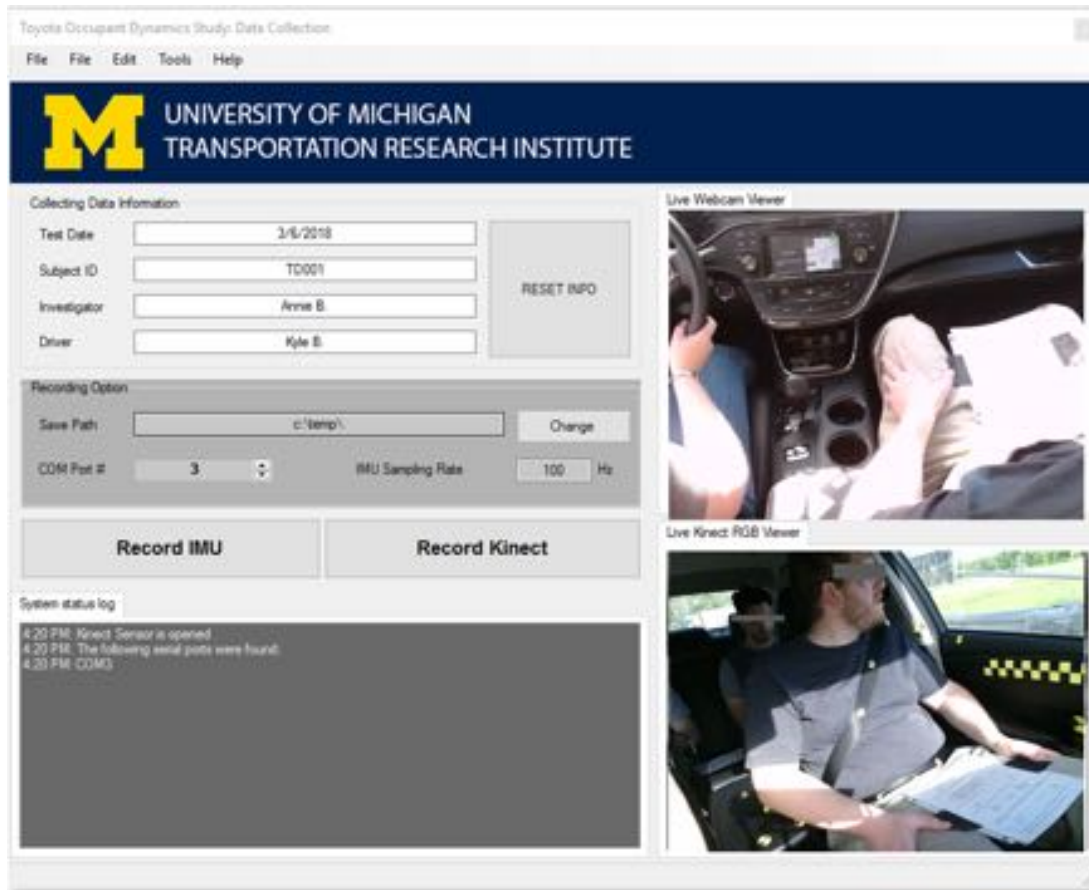 Toyota Occupant Dynamics Study: Data Collection
File File Edit Tools Help
M
UNIVERSITY OF MICHIGAN
TRANSPORTATION RESEARCH INSTITUTE
Collecting Data Information
Test Date 3/6/2018
Subject ID TD001
Investigator Annie B.
Driver Kyle B.
RESET INFO
Recording Option
Save Path c:\temp\ Change
COM Port # 3 IMU Sampling Rate 100 Hz
Record IMU Record Kinect
System status log
4:20 PM: Kinect Sensor is opened
4:20 PM: The following serial ports were found:
4:20 PM: COM3
Live Webcam Viewer
Live Kinect RGB Viewer